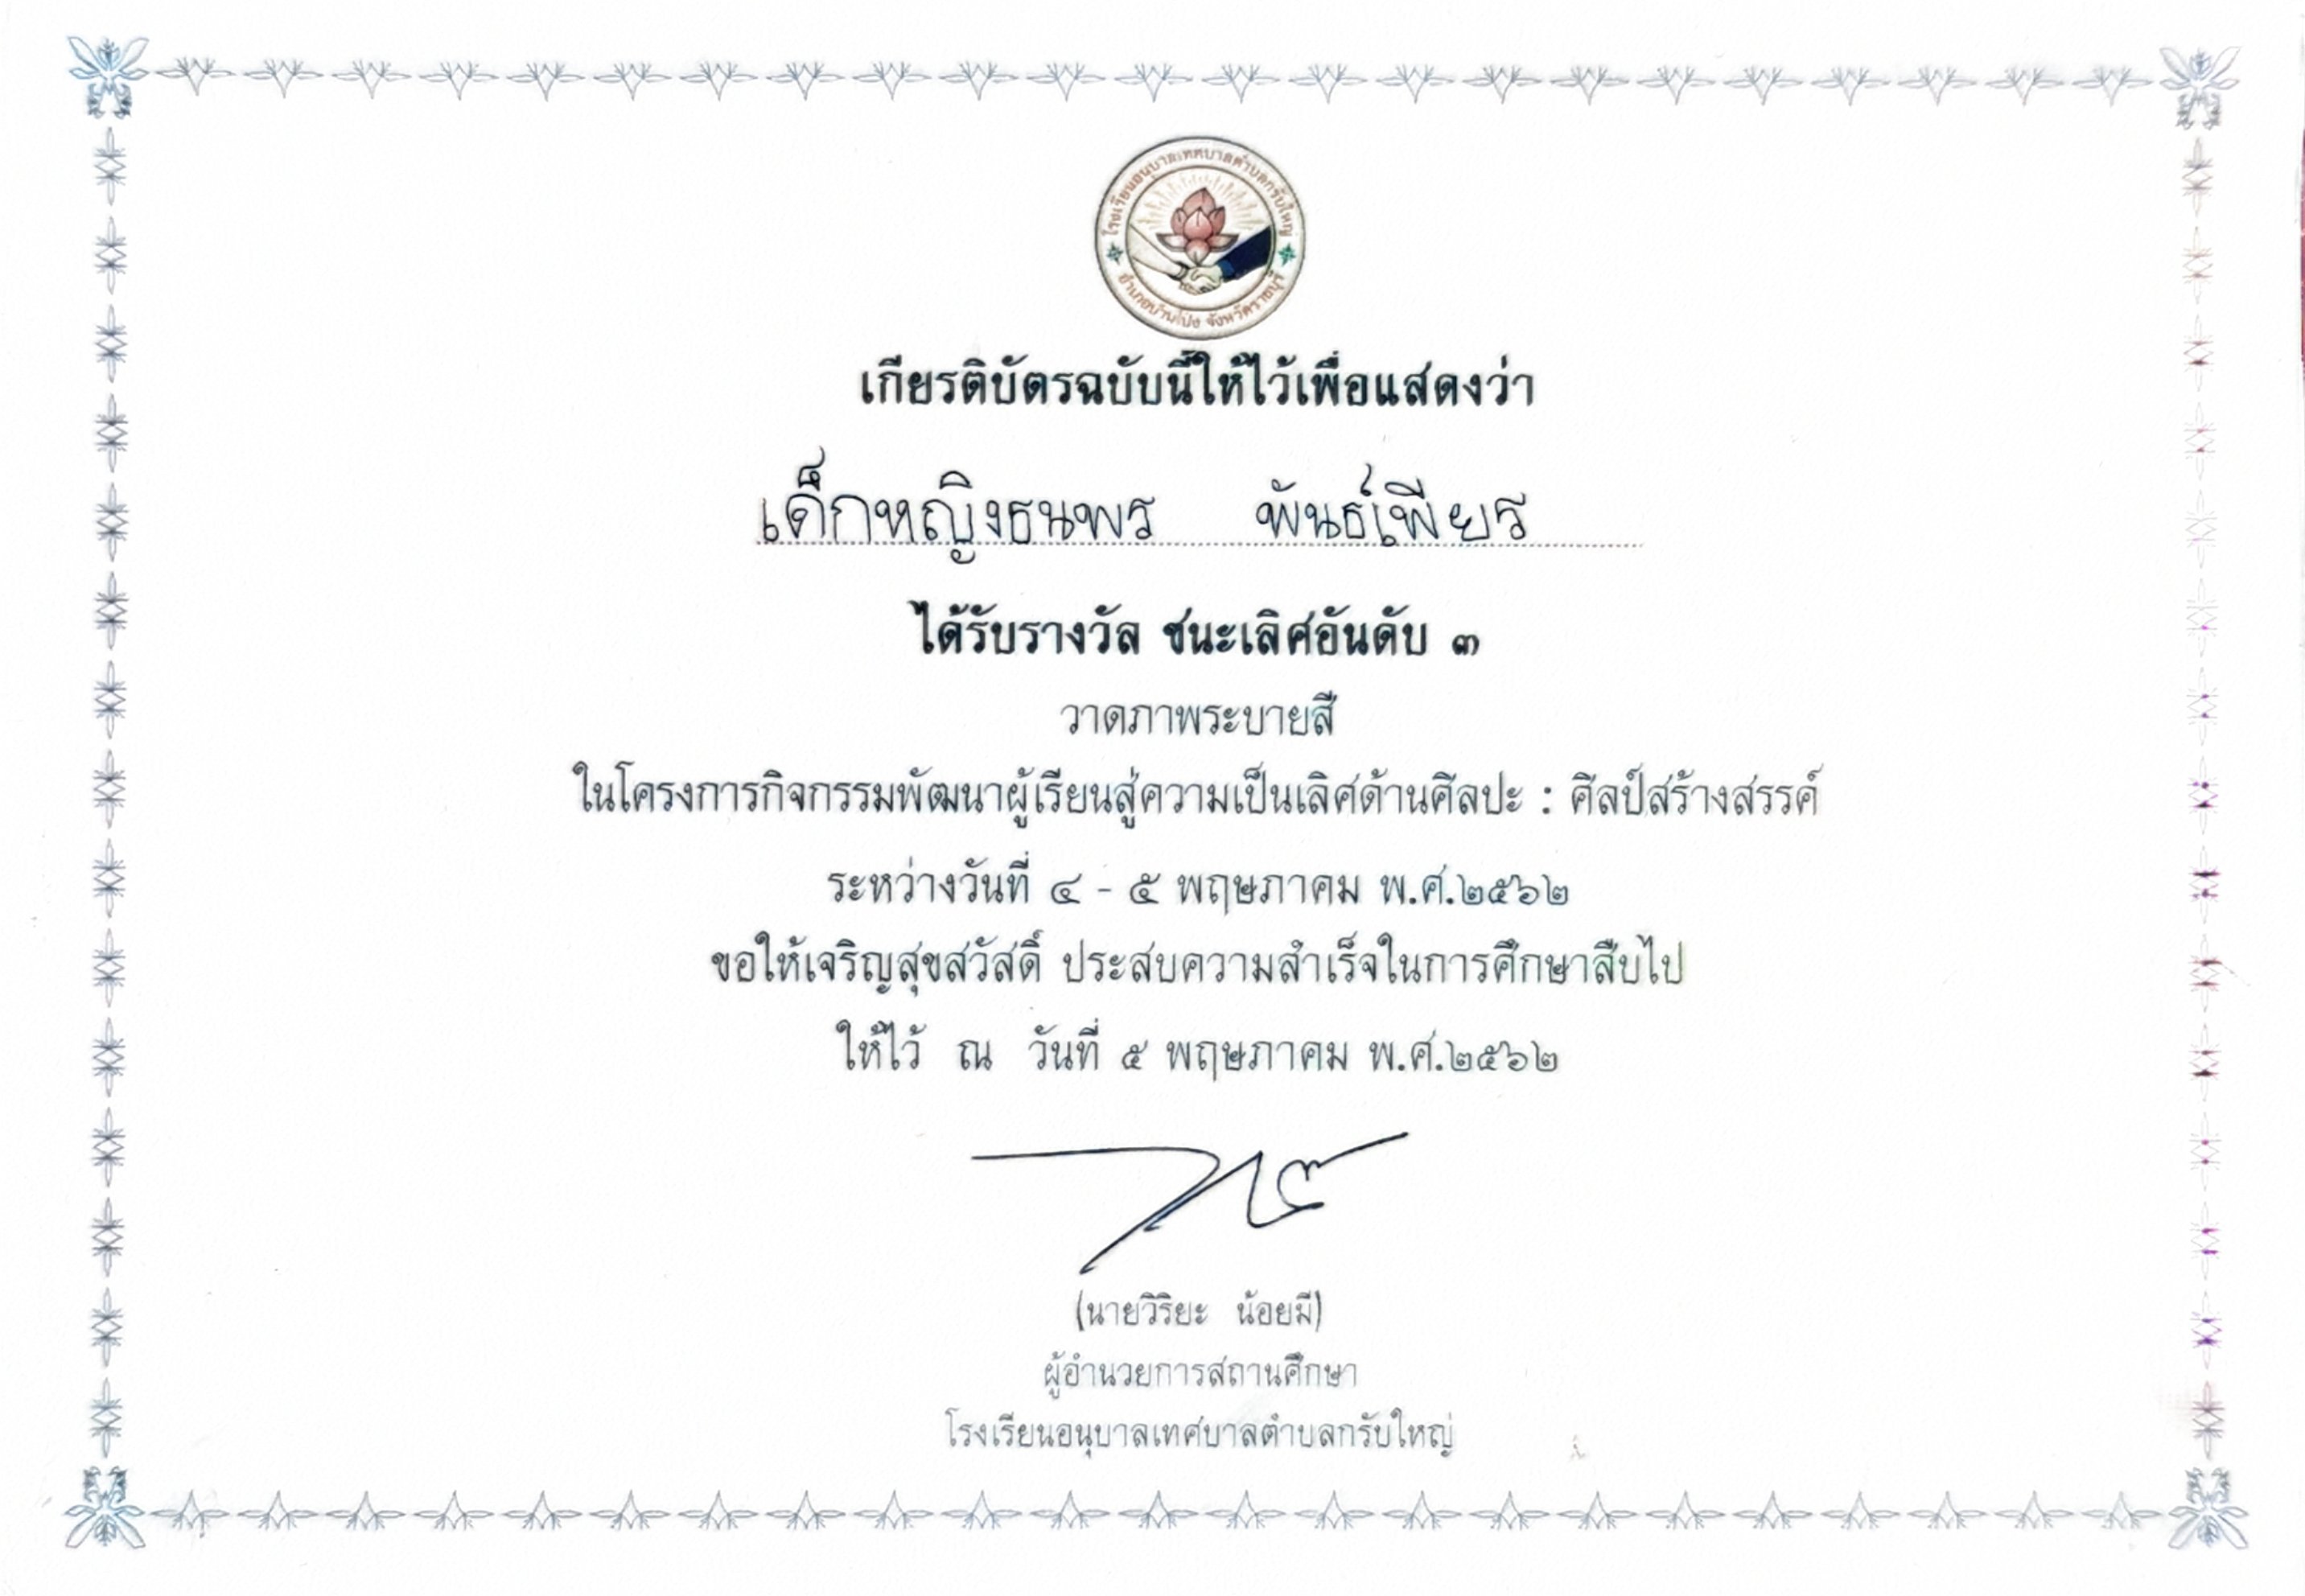 โรงเรียนอนุบาลเทศบาลตำบลกรับใหญ่
อำเภอบ้านโป่ง จังหวัดราชบุรี
เกียรติบัตรฉบับนี้ให้ไว้เพื่อแสดงว่า
เด็กหญิงธนพร พันธ์เพียร
ได้รับรางวัล ชนะเลิศอันดับ ๓
วาดภาพระบายสี
ในโครงการกิจกรรมพัฒนาผู้เรียนสู่ความเป็นเลิศด้านศิลปะ : ศิลป์สร้างสรรค์
ระหว่างวันที่ ๔ - ๕ พฤษภาคม พ.ศ.๒๕๖๒
ขอให้เจริญสุขสวัสดิ์ ประสบความสำเร็จในการศึกษาสืบไป
ให้ไว้ ณ วันที่ ๕ พฤษภาคม พ.ศ.๒๕๖๒
(นายวิริยะ น้อยมี)
ผู้อำนวยการสถานศึกษา
โรงเรียนอนุบาลเทศบาลตำบลกรับใหญ่